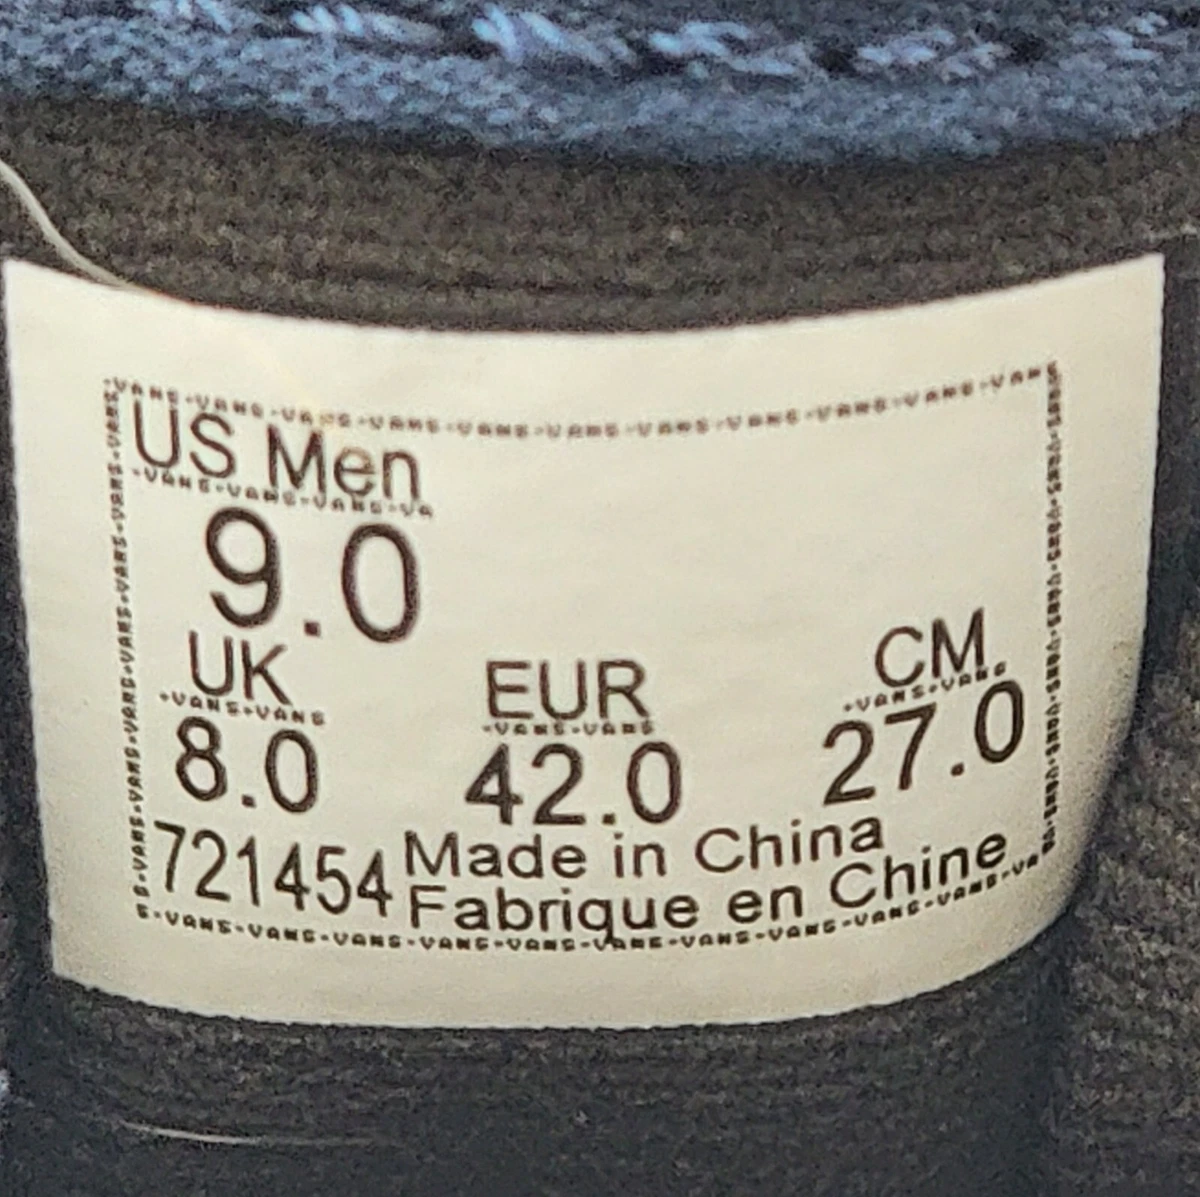 US Men
9.0
UK EUR CM
8.0 42.0 27.0
721454 Made in China
Fabrique en Chine